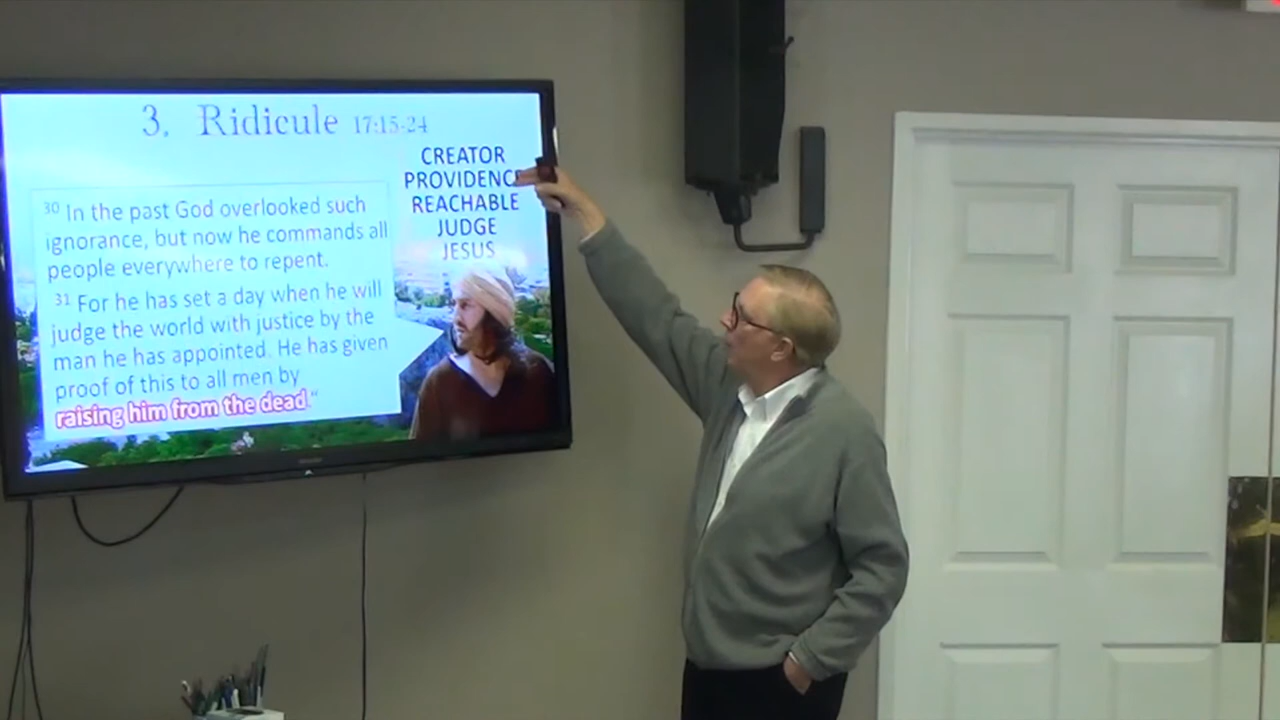 3. Ridicule 17:15-24
CREATOR
PROVIDENCE
REACHABLE
JUDGE
JESUS
30 In the past God overlooked such
ignorance, but now he commands all
people everywhere to repent.
31 For he has set a day when he will
judge the world with justice by the
man he has appointed. He has given
proof of this to all men by
raising him from the dead."